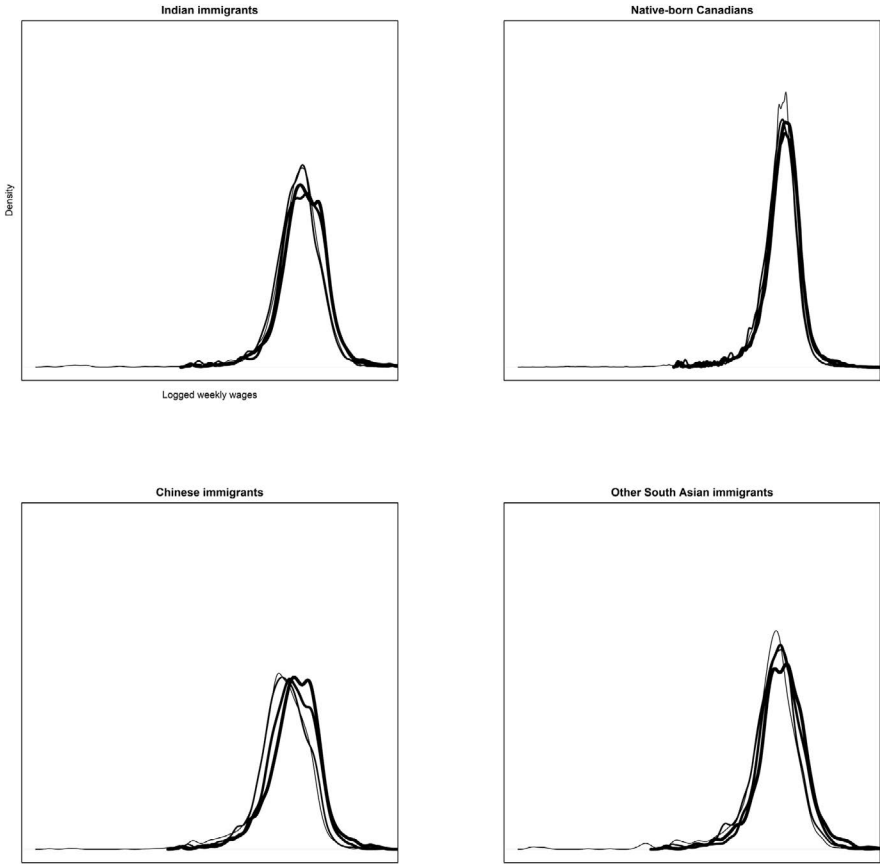 Indian immigrants
Native-born Canadians
Density
Logged weekly wages
Chinese immigrants
Other South Asian immigrants